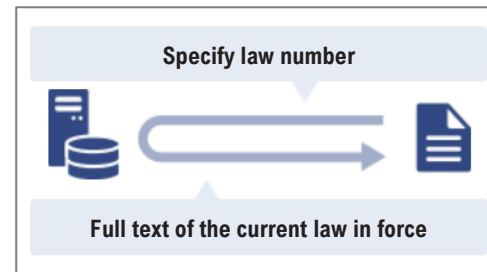 Specify law number
Full text of the current law in force